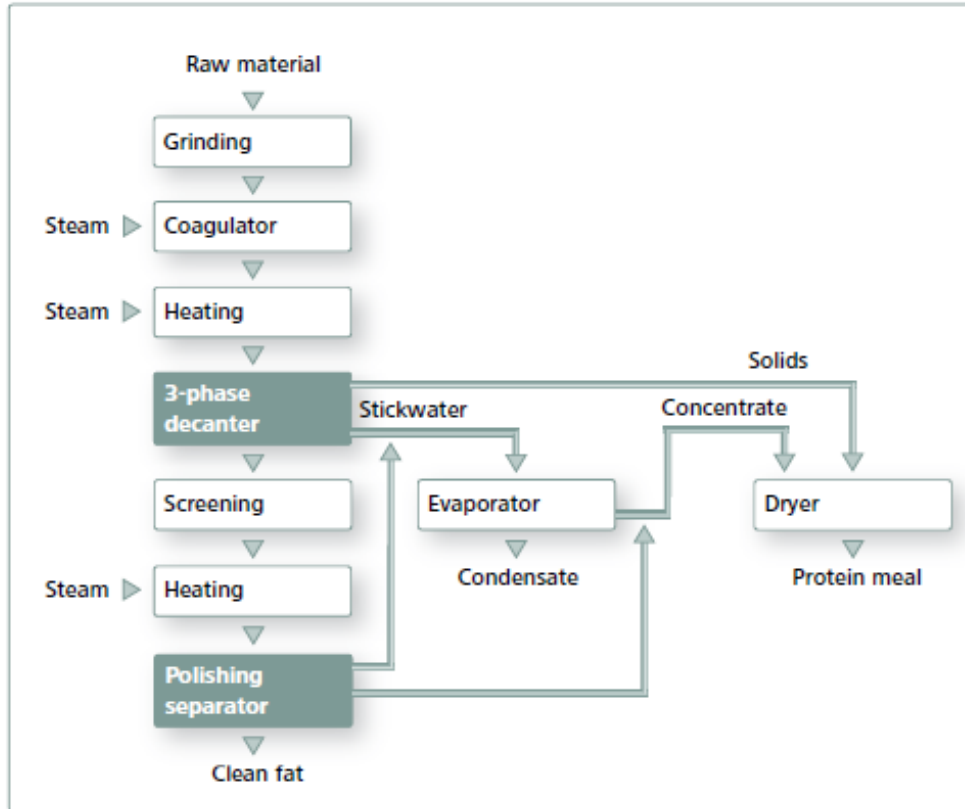 Raw material
Grinding
Steam
Coagulator
Steam
Heating
Solids
3-phase
decanter
Stickwater
Concentrate
Screening
Evaporator
Dryer
Steam
Heating
Condensate
Protein meal
Polishing
separator
Clean fat